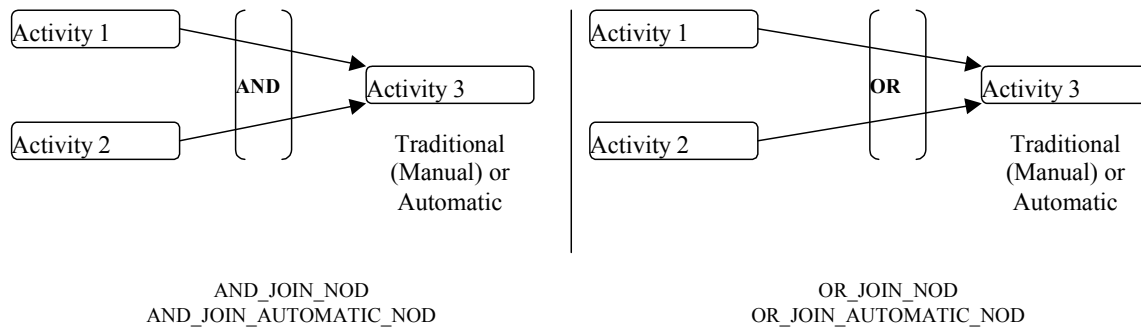 Activity 1
AND
Activity 3
Activity 2
Traditional
(Manual) or
Automatic
AND_JOIN_NOD
AND_JOIN_AUTOMATIC_NOD
Activity 1
OR
Activity 3
Activity 2
Traditional
(Manual) or
Automatic
OR_JOIN_NOD
OR_JOIN_AUTOMATIC_NOD